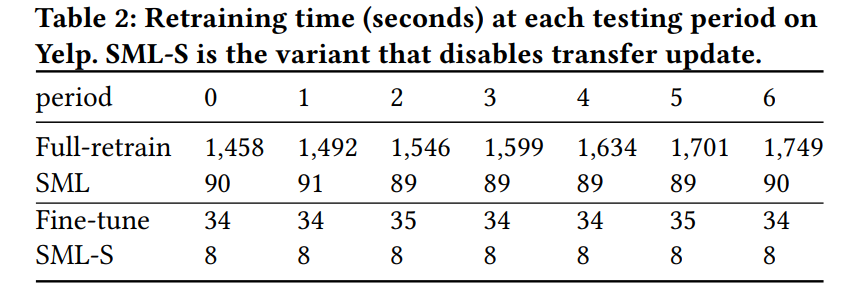 Table 2: Retraining time (seconds) at each testing period on
Yelp. SML-S is the variant that disables transfer update.
period 0 1 2 3 4 5 6
Full-retrain 1,458 1,492 1,546 1,599 1,634 1,701 1,749
SML 90 91 89 89 89 89 90
Fine-tune 34 34 35 34 34 35 34
SML-S 8 8 8 8 8 8 8